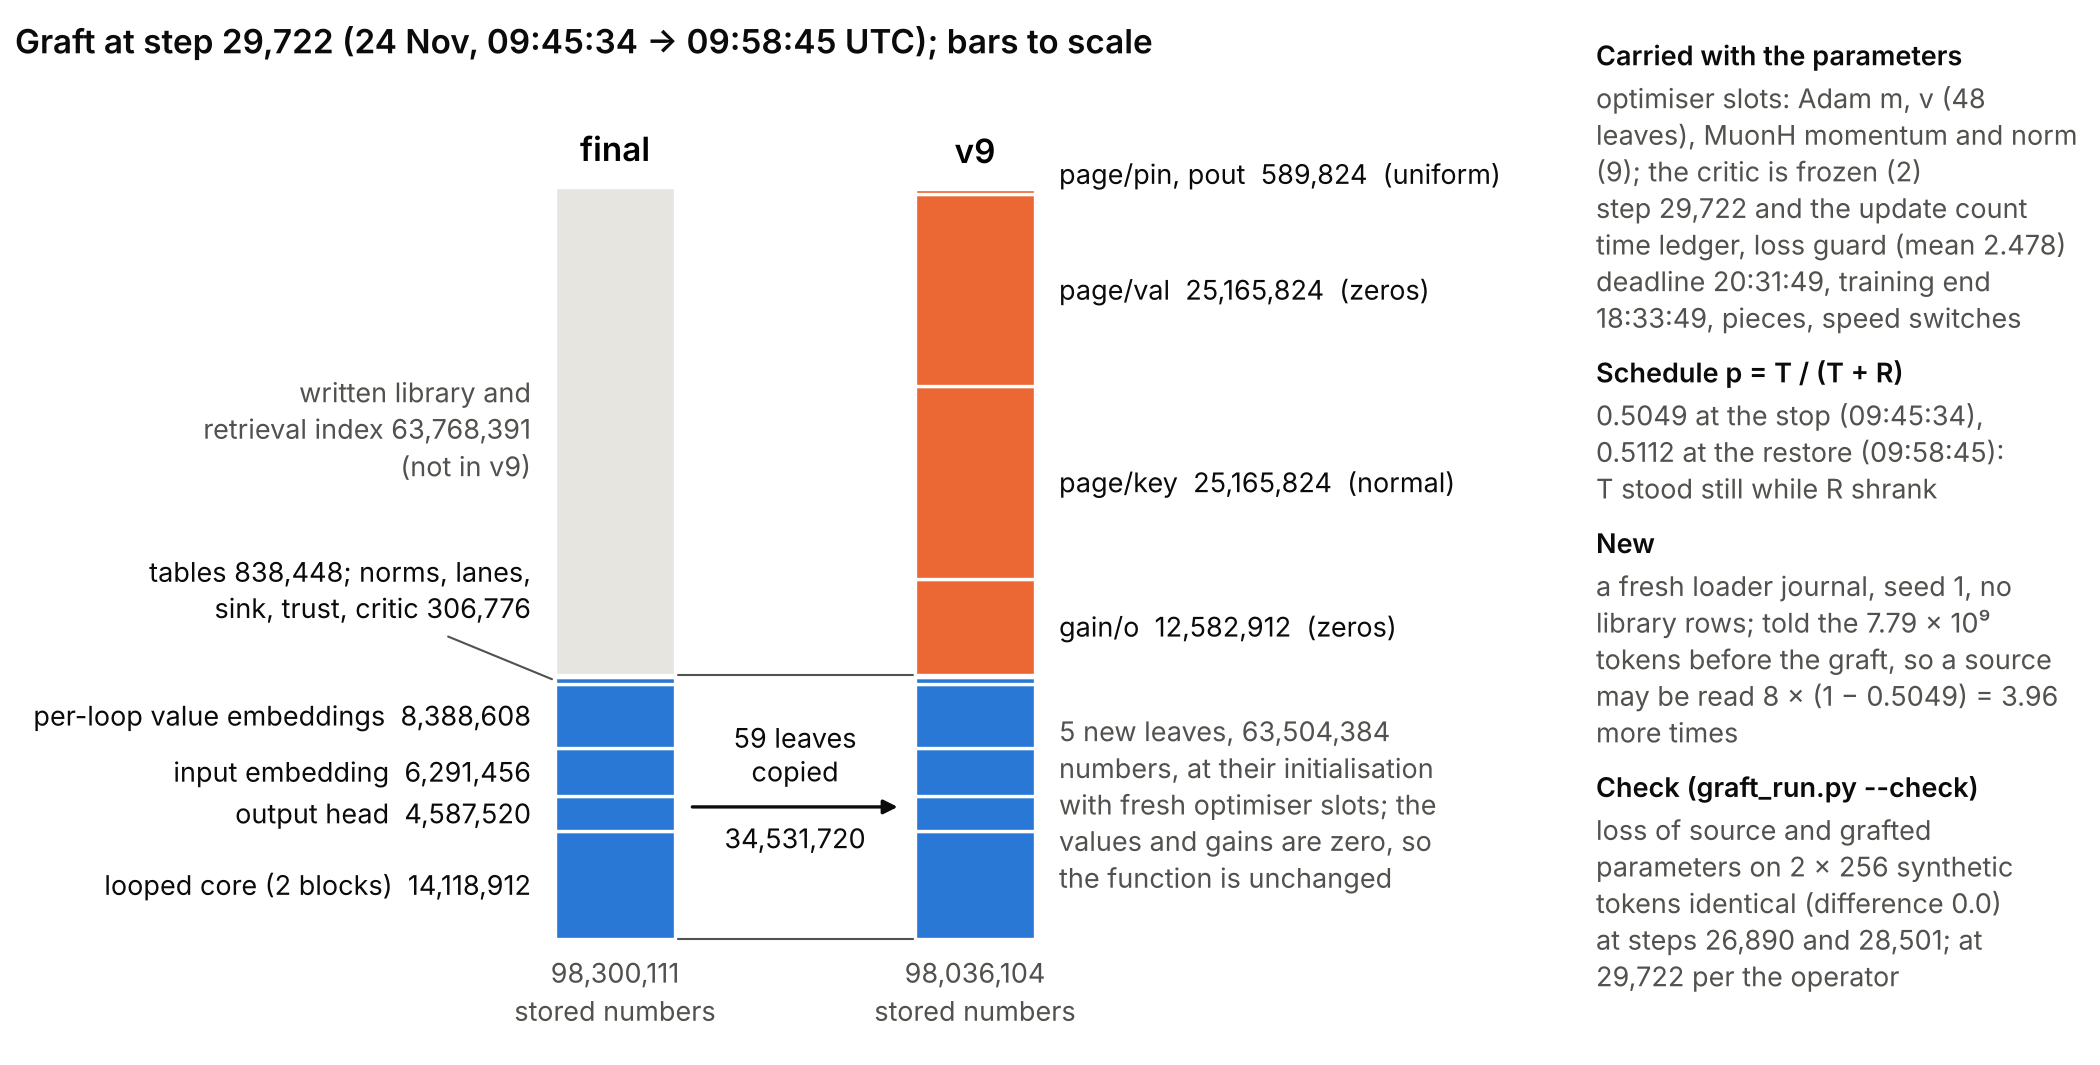 Graft at step 29,722 (24 Nov, 09:45:34 → 09:58:45 UTC); bars to scale
final
v9
written library and
retrieval index 63,768,391
(not in v9)
tables 838,448; norms, lanes,
sink, trust, critic 306,776
per-loop value embeddings 8,388,608
input embedding 6,291,456
output head 4,587,520
looped core (2 blocks) 14,118,912
59 leaves
copied
34,531,720
98,300,111
stored numbers
98,036,104
stored numbers
page/pin, pout 589,824 (uniform)
page/val 25,165,824 (zeros)
page/key 25,165,824 (normal)
gain/o 12,582,912 (zeros)
5 new leaves, 63,504,384
numbers, at their initialisation
with fresh optimiser slots; the
values and gains are zero, so
the function is unchanged
Carried with the parameters
optimiser slots: Adam m, v (48
leaves), MuonH momentum and norm
(9); the critic is frozen (2)
step 29,722 and the update count
time ledger, loss guard (mean 2.478)
deadline 20:31:49, training end
18:33:49, pieces, speed switches
Schedule p = T / (T + R)
0.5049 at the stop (09:45:34),
0.5112 at the restore (09:58:45):
T stood still while R shrank
New
a fresh loader journal, seed 1, no
library rows; told the 7.79 × 10⁹
tokens before the graft, so a source
may be read 8 × (1 − 0.5049) = 3.96
more times
Check (graft_run.py --check)
loss of source and grafted
parameters on 2 × 256 synthetic
tokens identical (difference 0.0)
at steps 26,890 and 28,501; at
29,722 per the operator